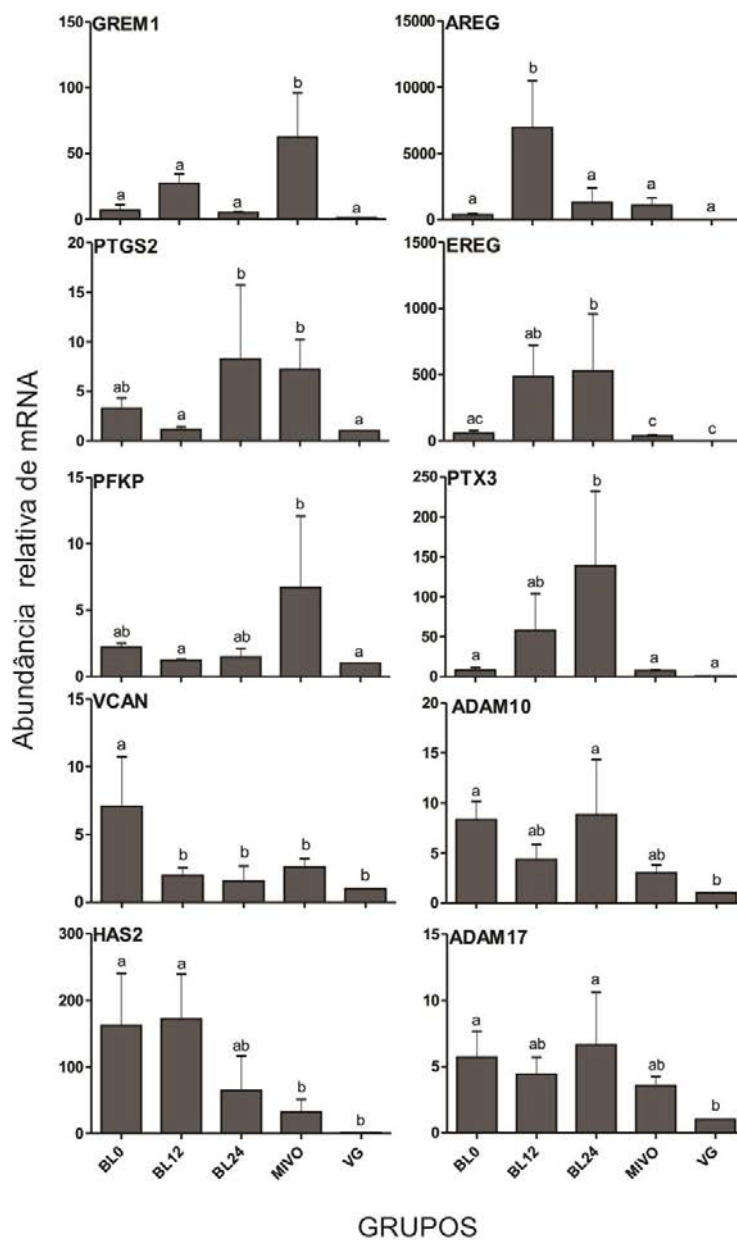 Abundância relativa de mRNA
GREM1
150
100
50
0
a
a
a
b
a
AREG
15000
10000
5000
0
a
b
a
a
a
PTGS2
20
15
10
5
0
ab
a
b
b
a
EREG
1500
1000
500
0
ac
ab
b
c
c
PFKP
15
10
5
0
ab
a
ab
b
a
PTX3
250
200
150
100
50
0
a
ab
b
a
a
VCAN
15
10
5
0
a
b
b
b
b
ADAM10
20
15
10
5
0
a
ab
a
ab
b
HAS2
300
200
100
0
a
a
ab
b
b
BL0
BL12
BL24
MIVO
VG
ADAM17
15
10
5
0
a
ab
a
ab
b
BL0
BL12
BL24
MIVO
VG
GRUPOS